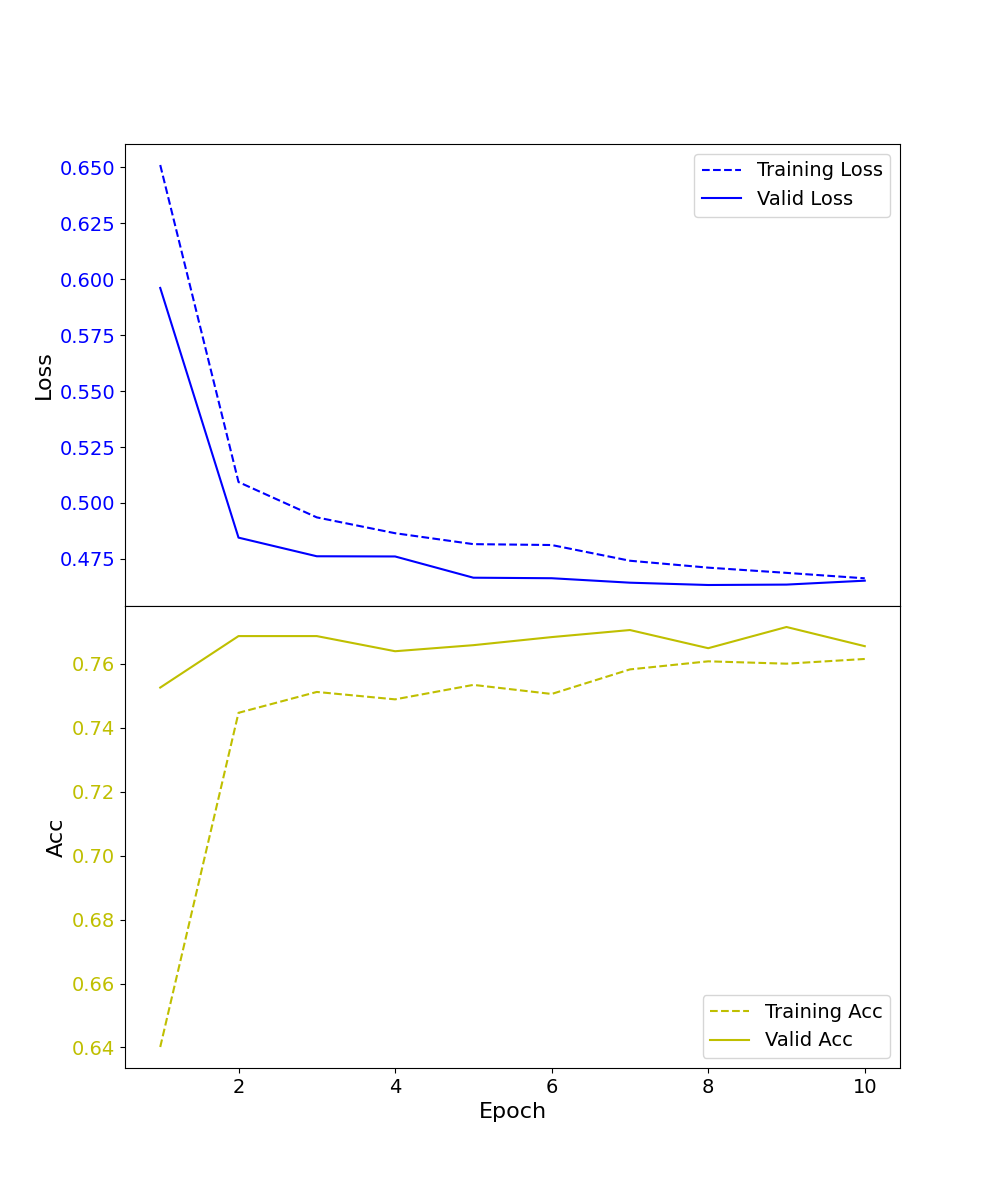 Loss
0.650
0.625
0.600
0.575
0.550
0.525
0.500
0.475
Training Loss
Valid Loss
Acc
0.76
0.74
0.72
0.70
0.68
0.66
0.64
Training Acc
Valid Acc
2 4 6 8 10
Epoch